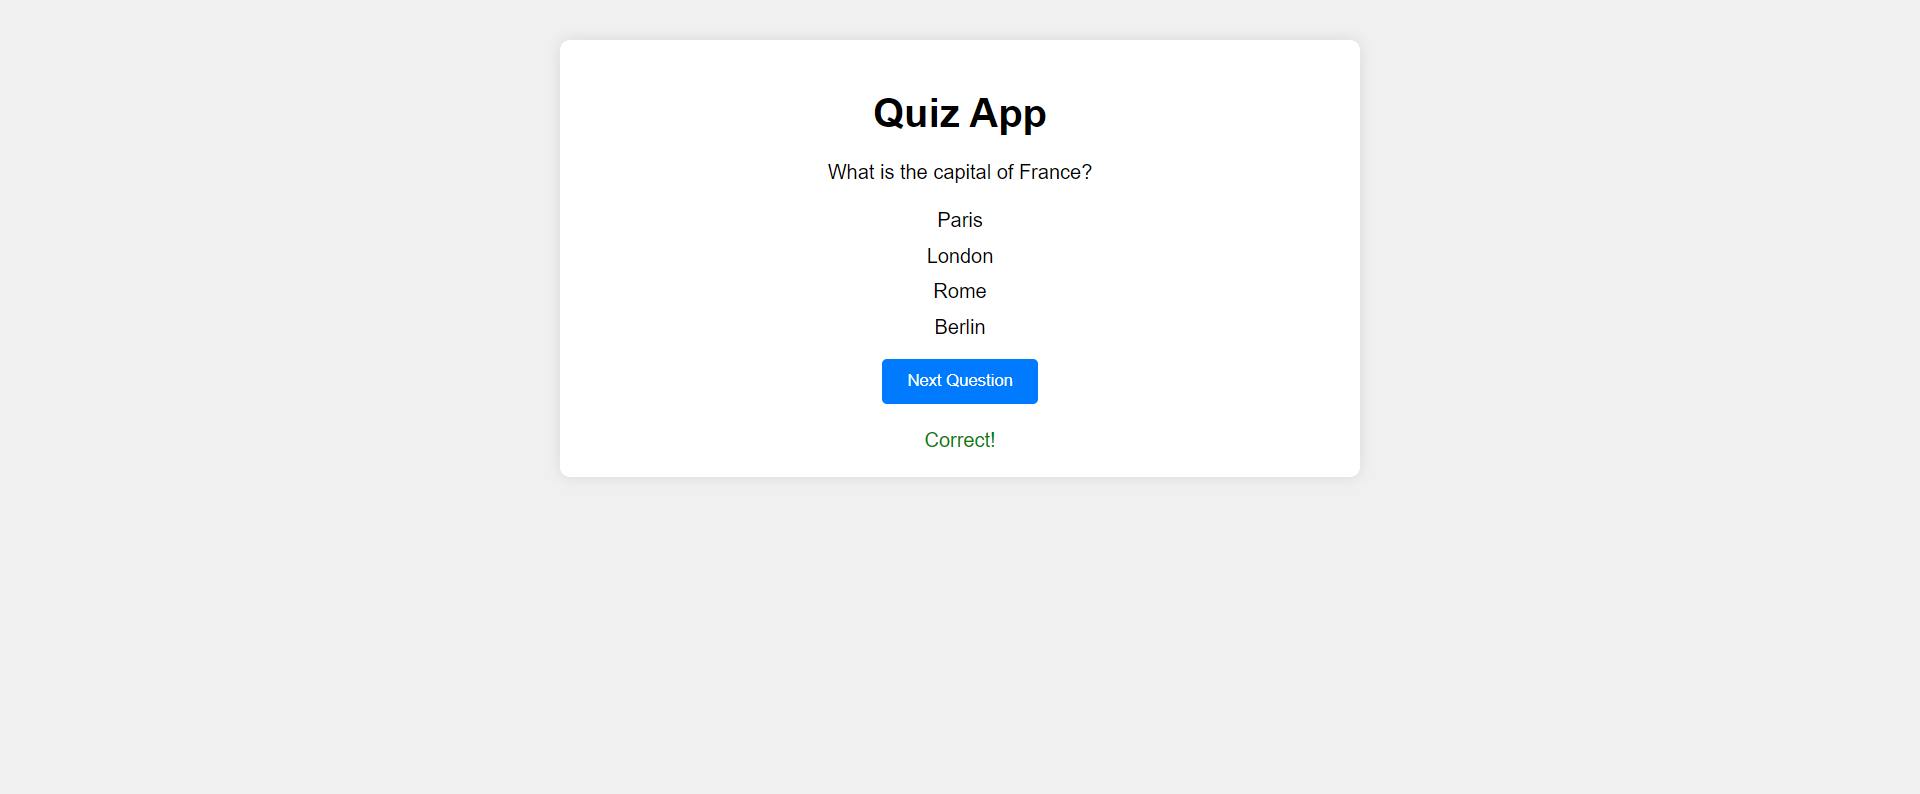 Quiz App
What is the capital of France?
Paris
London
Rome
Berlin
Next Question
Correct!